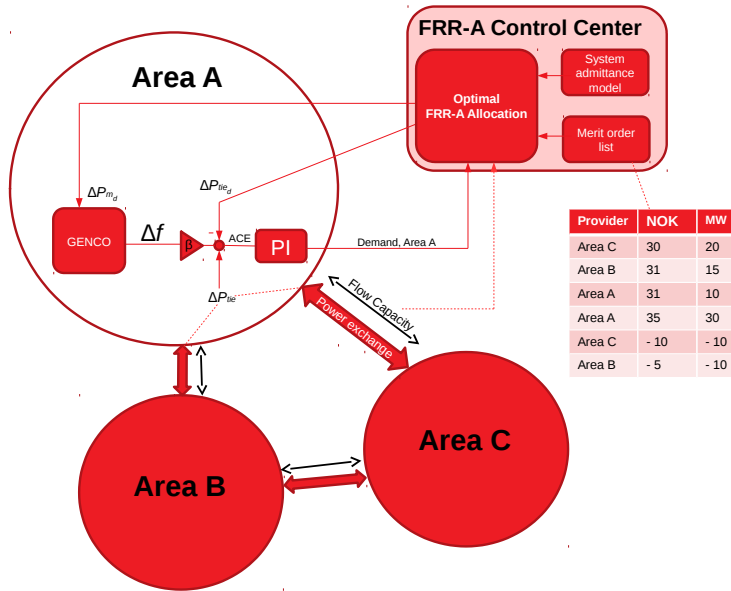 FRR-A Control Center
Area A
Optimal
FRR-A Allocation
System
admittance
model
Merit order
list
ΔPm_d
ΔPtie_d
GENCO
Δf
β
-
ACE
PI
Demand, Area A
ΔPtie
Flow Capacity
Power exchange
Provider NOK MW
Area C 30 20
Area B 31 15
Area A 31 10
Area A 35 30
Area C - 10 - 10
Area B - 5 - 10
Area C
Area B